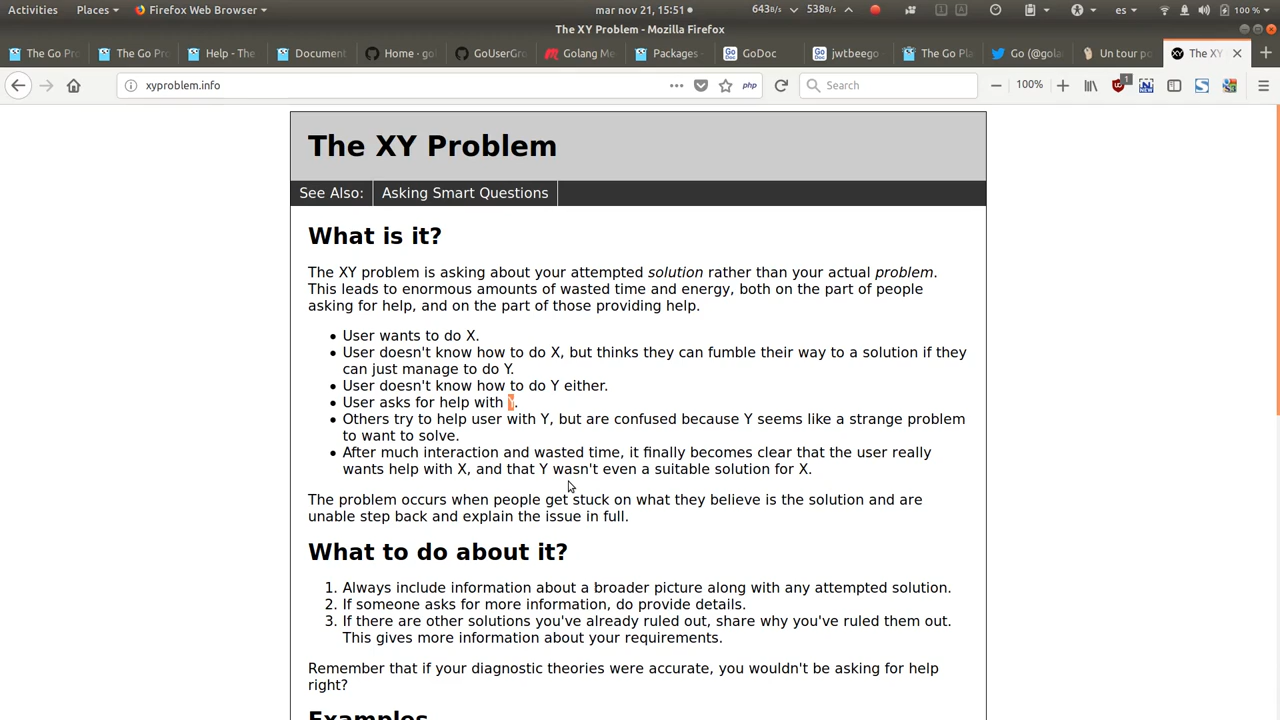 Activities Places Firefox Web Browser mar nov 21, 15:51 643B/s 538B/s es 100 %
The XY Problem - Mozilla Firefox
The Go Pro The Go Pro Help - The Document Home · go GoUserGro Golang Me Packages - GoDoc jwtbeego The Go Pla Go (@gola Un tour po The XY
xyproblem.info php Search 100% 1
The XY Problem
See Also: Asking Smart Questions
What is it?
The XY problem is asking about your attempted solution rather than your actual problem.
This leads to enormous amounts of wasted time and energy, both on the part of people
asking for help, and on the part of those providing help.
• User wants to do X.
• User doesn't know how to do X, but thinks they can fumble their way to a solution if they
can just manage to do Y.
• User doesn't know how to do Y either.
• User asks for help with Y.
• Others try to help user with Y, but are confused because Y seems like a strange problem
to want to solve.
• After much interaction and wasted time, it finally becomes clear that the user really
wants help with X, and that Y wasn't even a suitable solution for X.
The problem occurs when people get stuck on what they believe is the solution and are
unable step back and explain the issue in full.
What to do about it?
1. Always include information about a broader picture along with any attempted solution.
2. If someone asks for more information, do provide details.
3. If there are other solutions you've already ruled out, share why you've ruled them out.
This gives more information about your requirements.
Remember that if your diagnostic theories were accurate, you wouldn't be asking for help
right?
Examples